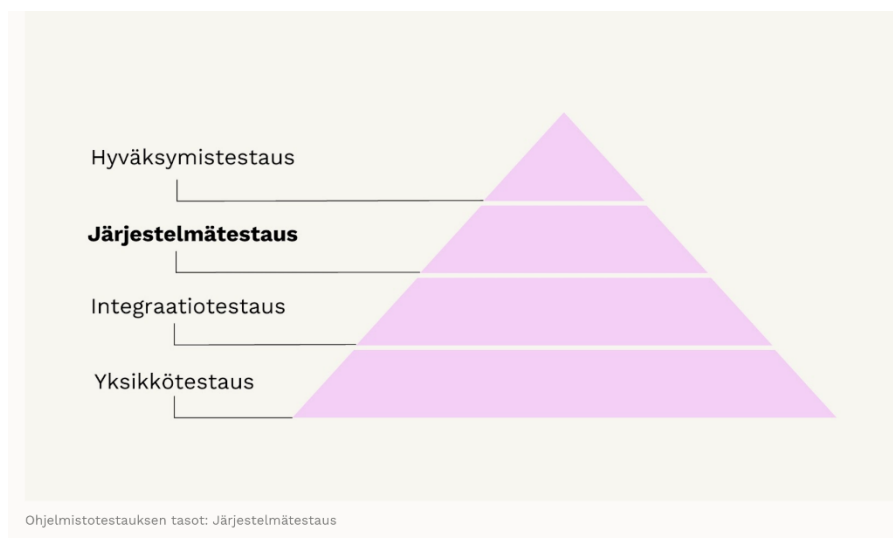 Hyväksymistestaus
Järjestelmätestaus
Integraatiotestaus
Yksikkötestaus
Ohjelmistotestauksen tasot: Järjestelmätestaus